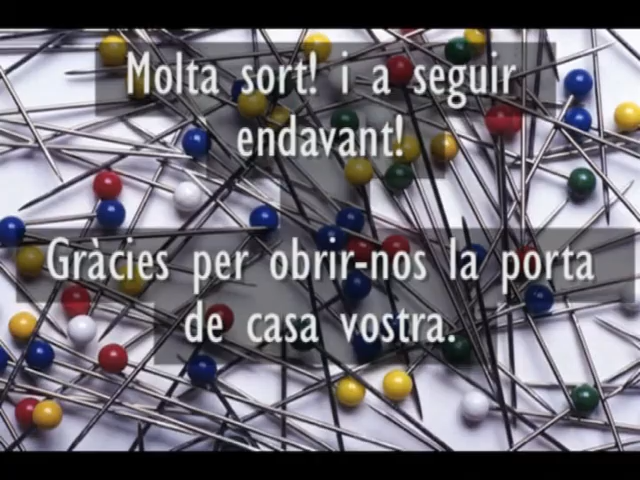 Molta sort! i a seguir
endavant!
Gràcies per obrir-nos la porta
de casa vostra.